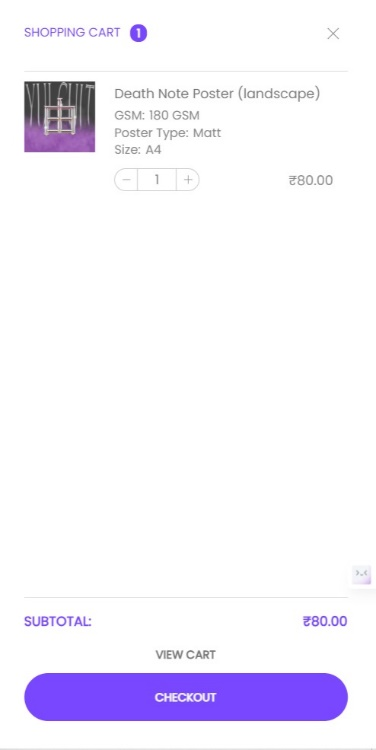 SHOPPING CART 1
Death Note Poster (landscape)
GSM: 180 GSM
Poster Type: Matt
Size: A4
− 1 +
₹80.00
SUBTOTAL:
₹80.00
VIEW CART
CHECKOUT